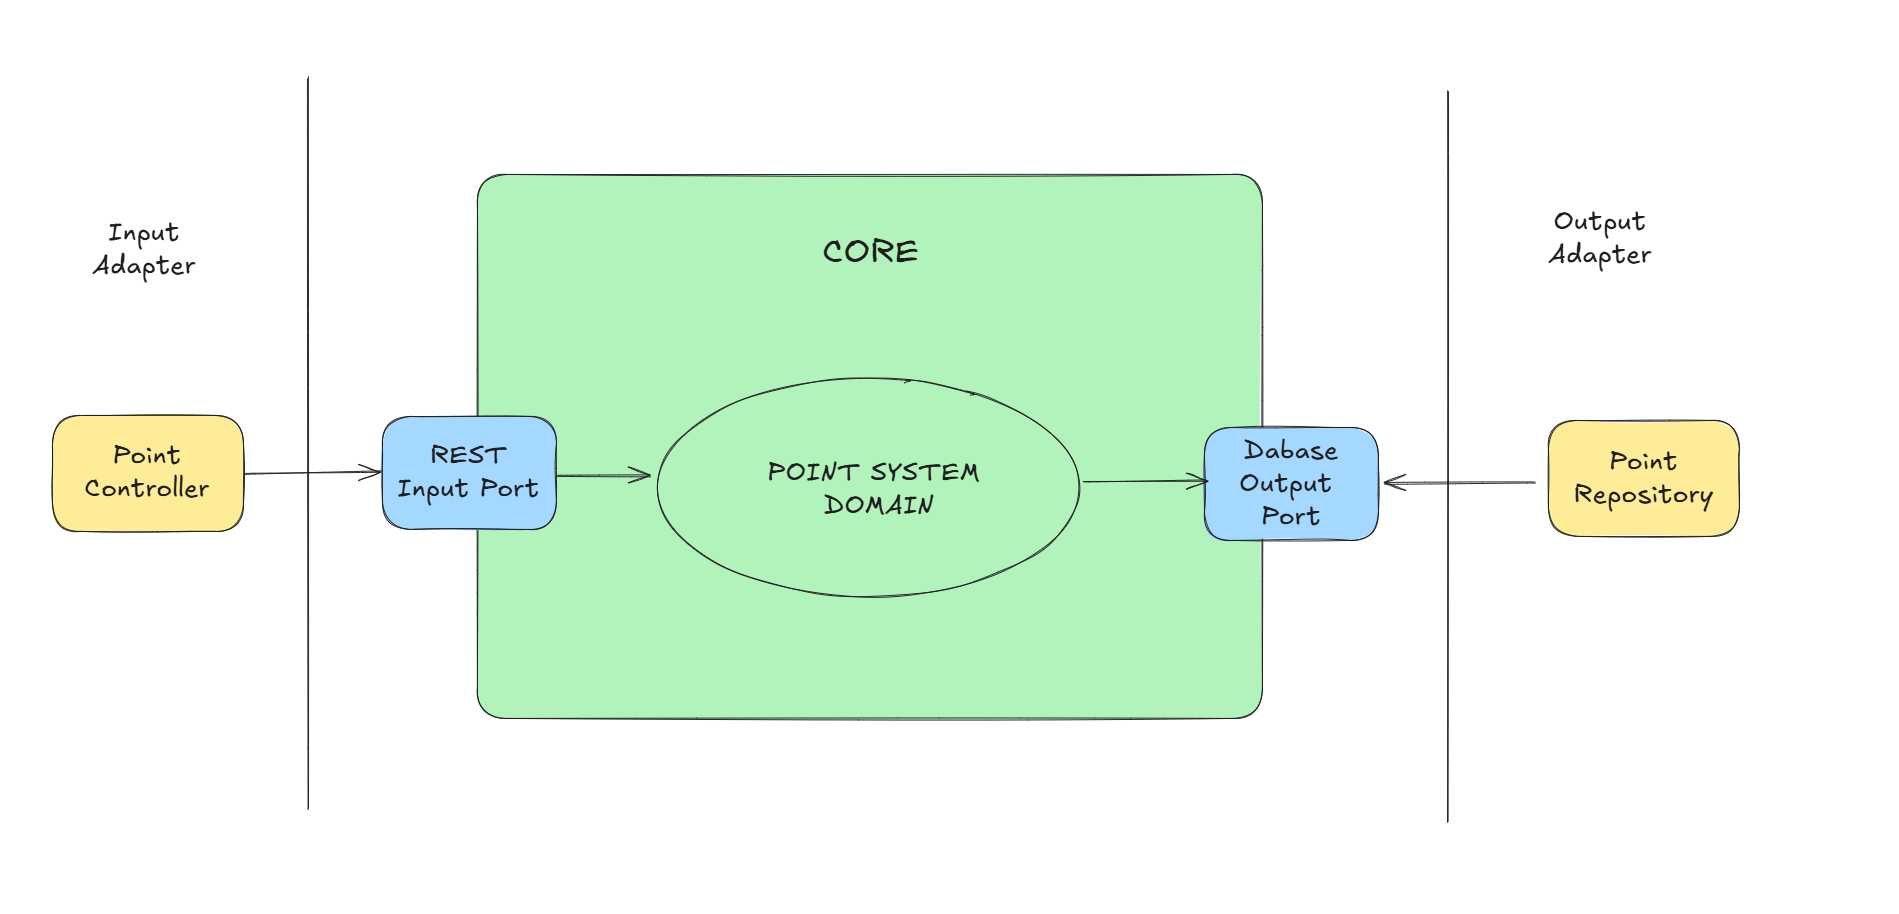 Input
Adapter
Output
Adapter
CORE
Point
Controller
REST
Input Port
POINT SYSTEM
DOMAIN
Dabase
Output
Port
Point
Repository